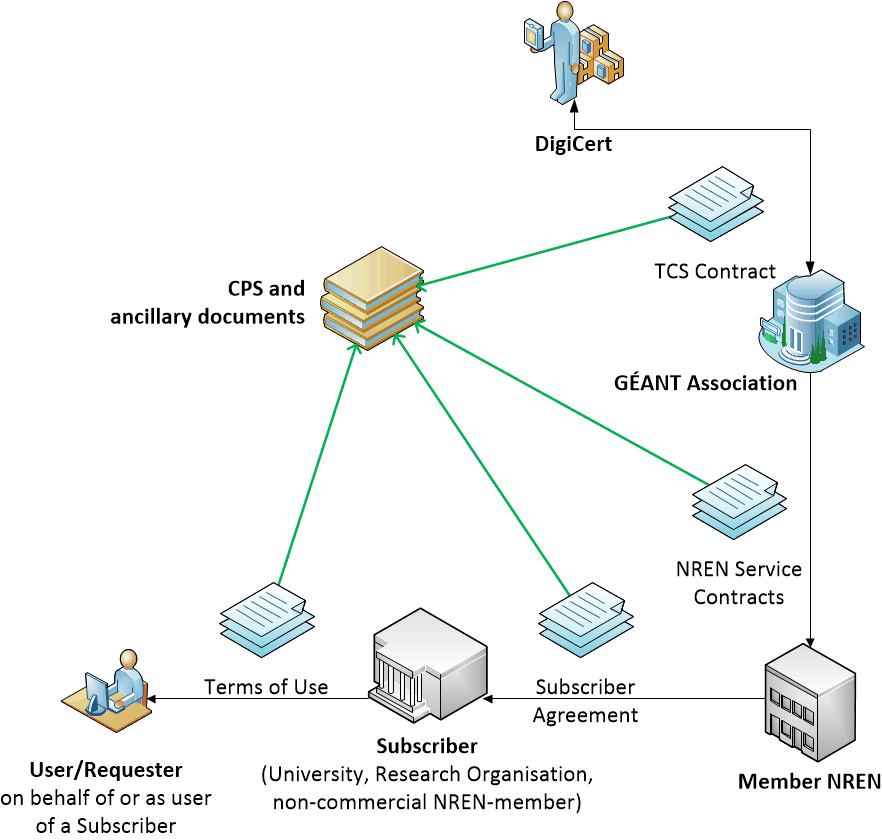 DigiCert
TCS Contract
CPS and
ancillary documents
GÉANT Association
NREN Service
Contracts
Terms of Use
Subscriber
Agreement
User/Requester
on behalf of or as user
of a Subscriber
Subscriber
(University, Research Organisation,
non-commercial NREN-member)
Member NREN